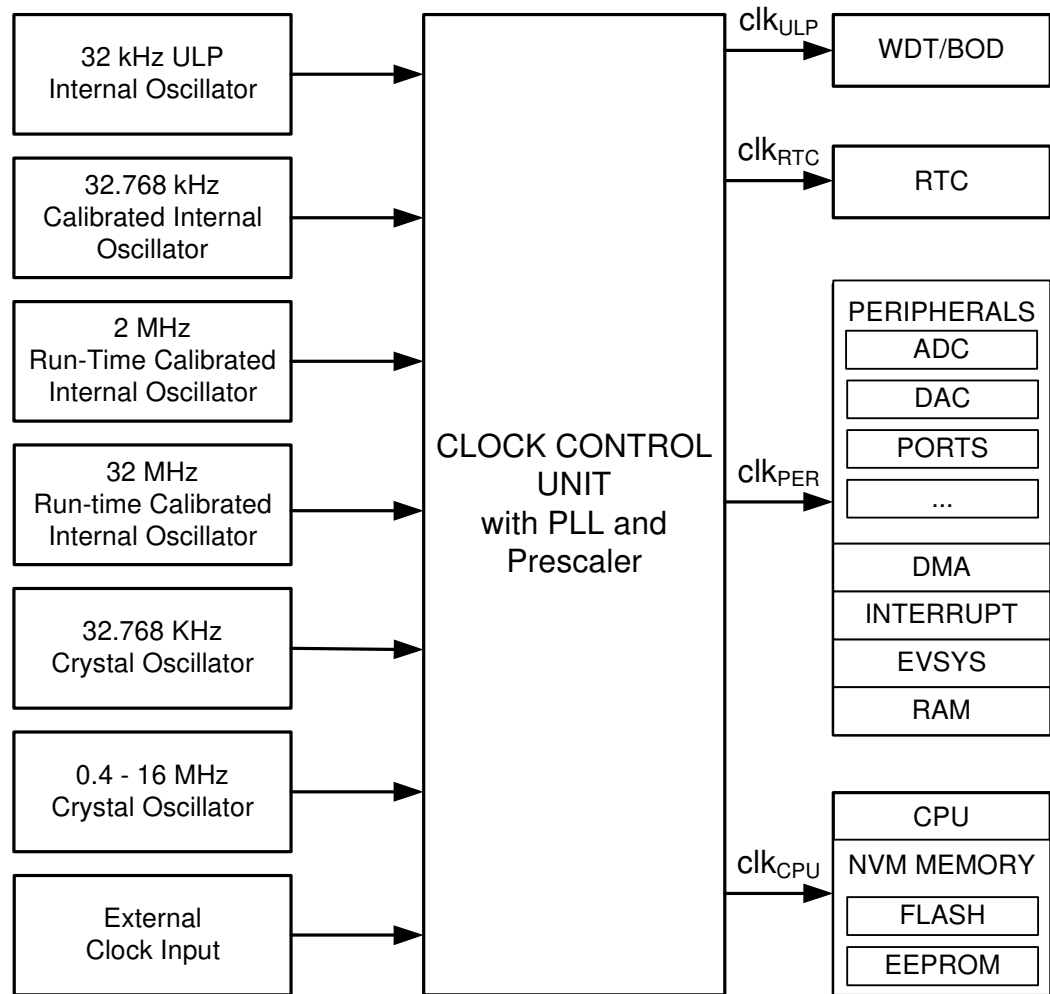 32 kHz ULP
Internal Oscillator
32.768 kHz
Calibrated Internal
Oscillator
2 MHz
Run-Time Calibrated
Internal Oscillator
32 MHz
Run-time Calibrated
Internal Oscillator
32.768 KHz
Crystal Oscillator
0.4 - 16 MHz
Crystal Oscillator
External
Clock Input
CLOCK CONTROL
UNIT
with PLL and
Prescaler
clkULP
WDT/BOD
clkRTC
RTC
clkPER
PERIPHERALS
ADC
DAC
PORTS
...
DMA
INTERRUPT
EVSYS
RAM
clkCPU
CPU
NVM MEMORY
FLASH
EEPROM